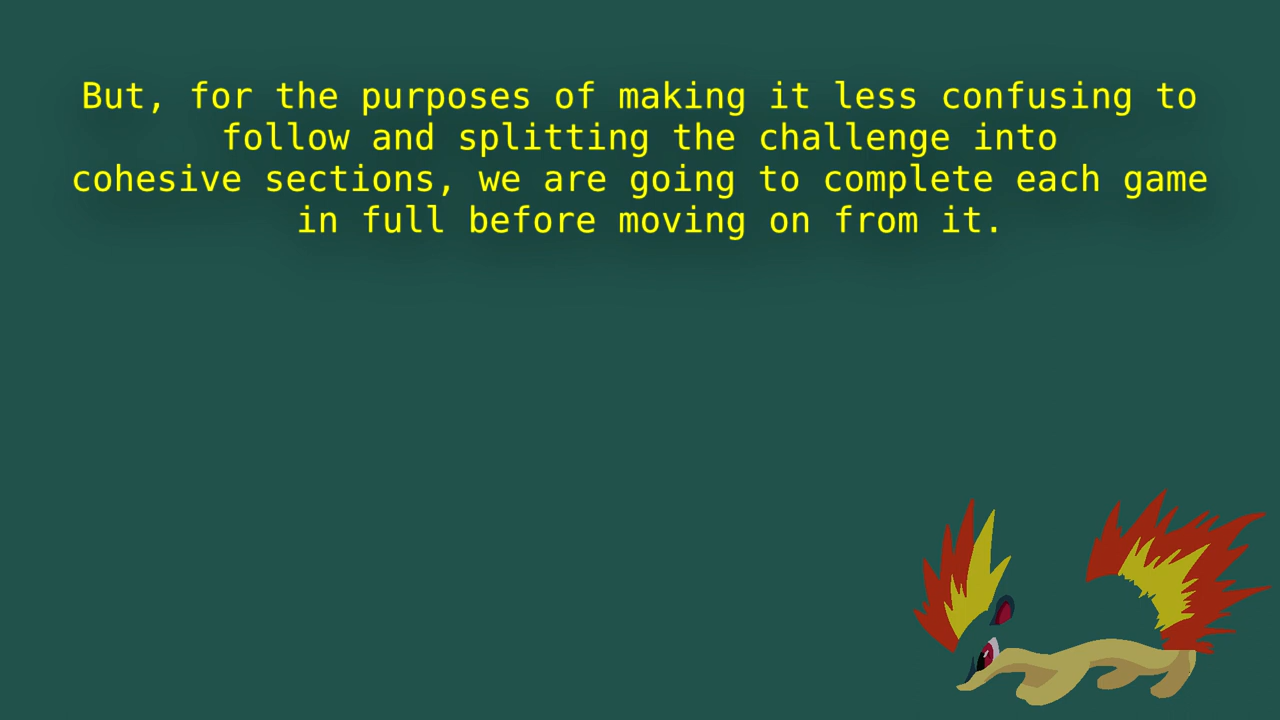 But, for the purposes of making it less confusing to
follow and splitting the challenge into
cohesive sections, we are going to complete each game
in full before moving on from it.